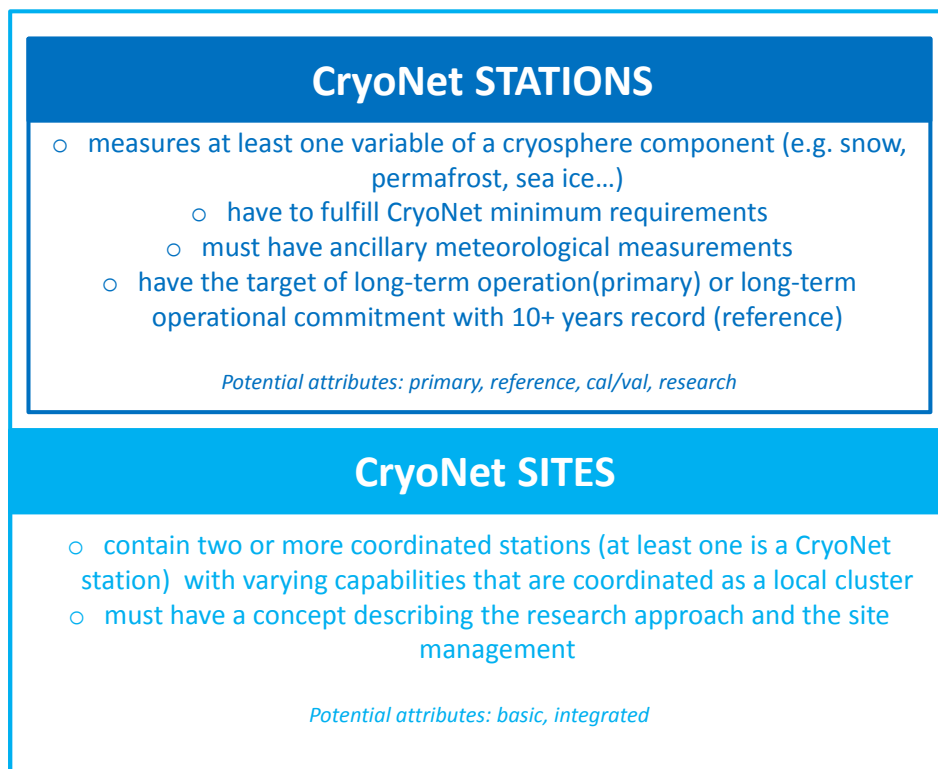 CryoNet STATIONS
o measures at least one variable of a cryosphere component (e.g. snow,
permafrost, sea ice…)
o have to fulfill CryoNet minimum requirements
o must have ancillary meteorological measurements
o have the target of long-term operation(primary) or long-term
operational commitment with 10+ years record (reference)
Potential attributes: primary, reference, cal/val, research
CryoNet SITES
o contain two or more coordinated stations (at least one is a CryoNet
station)  with varying capabilities that are coordinated as a local cluster
o must have a concept describing the research approach and the site
management
Potential attributes: basic, integrated